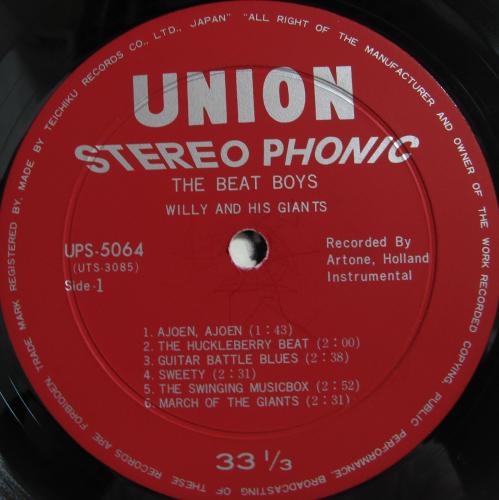 TRADE MARK REGISTERED. BY. MADE BY TEICHIKU RECORDS CO., LTD., JAPAN" "ALL RIGHT OF THE MANUFACTURER AND OWNER OF THE WORK RECORDED COPYING, PUBLIC PERFORMANCE, BROADCASTING OF THESE RECORDS ARE FORBIDDEN
UNION
STEREO PHONIC
THE BEAT BOYS
WILLY AND HIS GIANTS
UPS-5064
(UTS-3085)
Side-1
Recorded By
Artone, Holland
Instrumental
1. AJOEN, AJOEN (1:43)
2. THE HUCKLEBERRY BEAT (2:00)
3. GUITAR BATTLE BLUES (2:38)
4. SWEETY (2:31)
5. THE SWINGING MUSICBOX (2:52)
6. MARCH OF THE GIANTS (2:31)
33 1/3